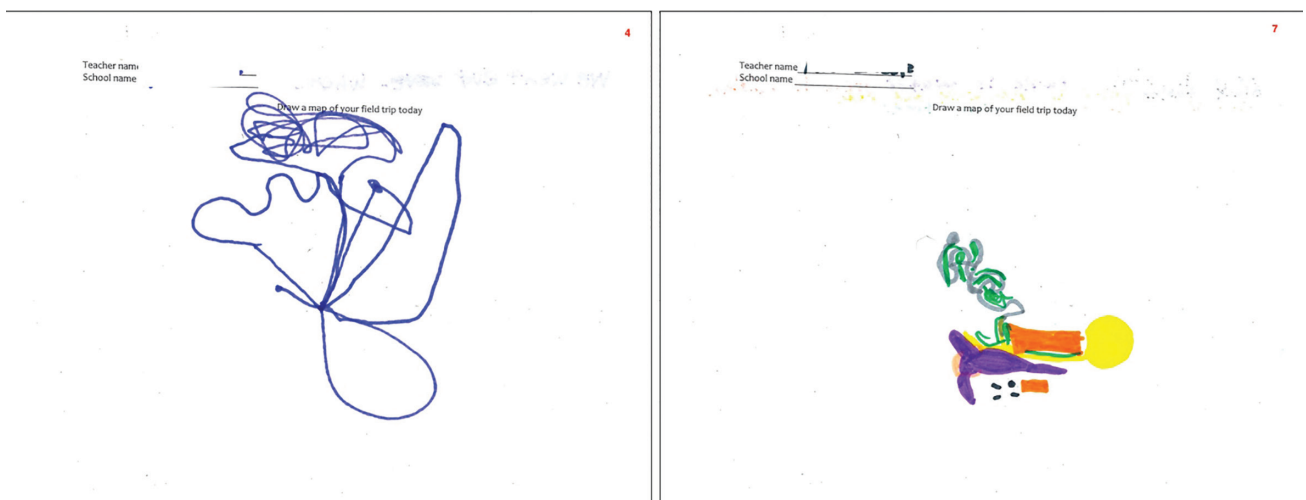 4
Teacher name
School name
Draw a map of your field trip today
7
Teacher name
School name
Draw a map of your field trip today